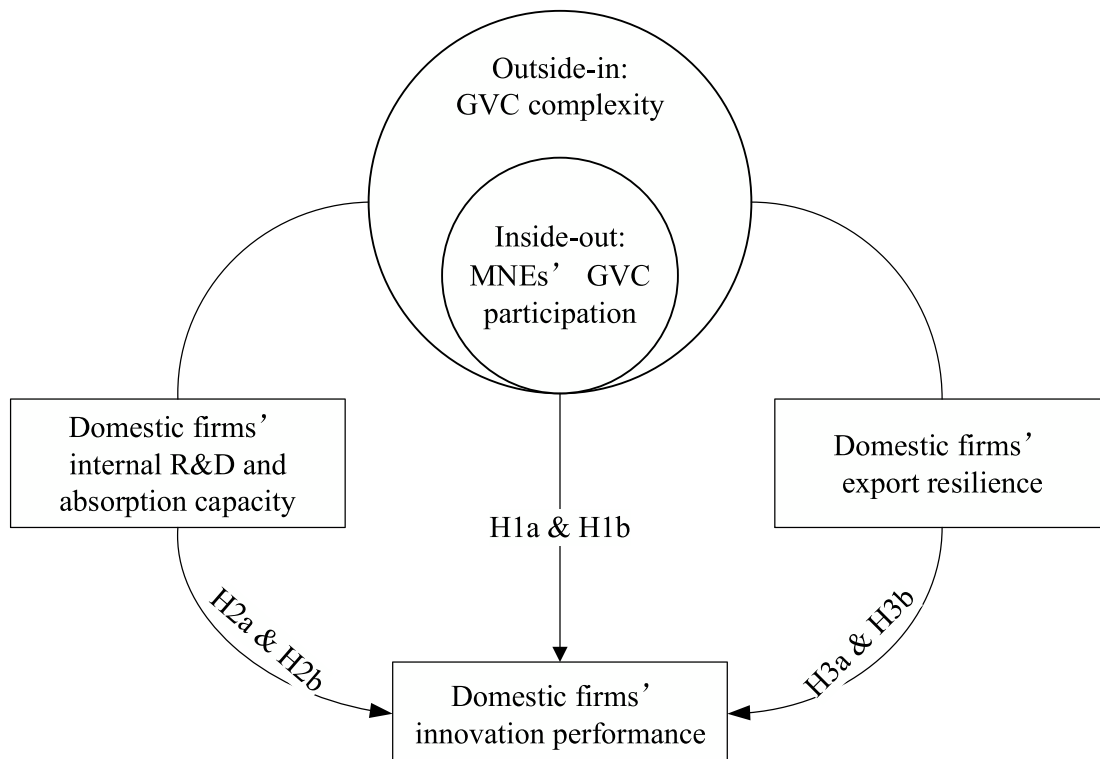 Outside-in:
GVC complexity
Inside-out:
MNEs’ GVC
participation
Domestic firms’
internal R&D and
absorption capacity
Domestic firms’
export resilience
H1a & H1b
H2a & H2b
H3a & H3b
Domestic firms’
innovation performance